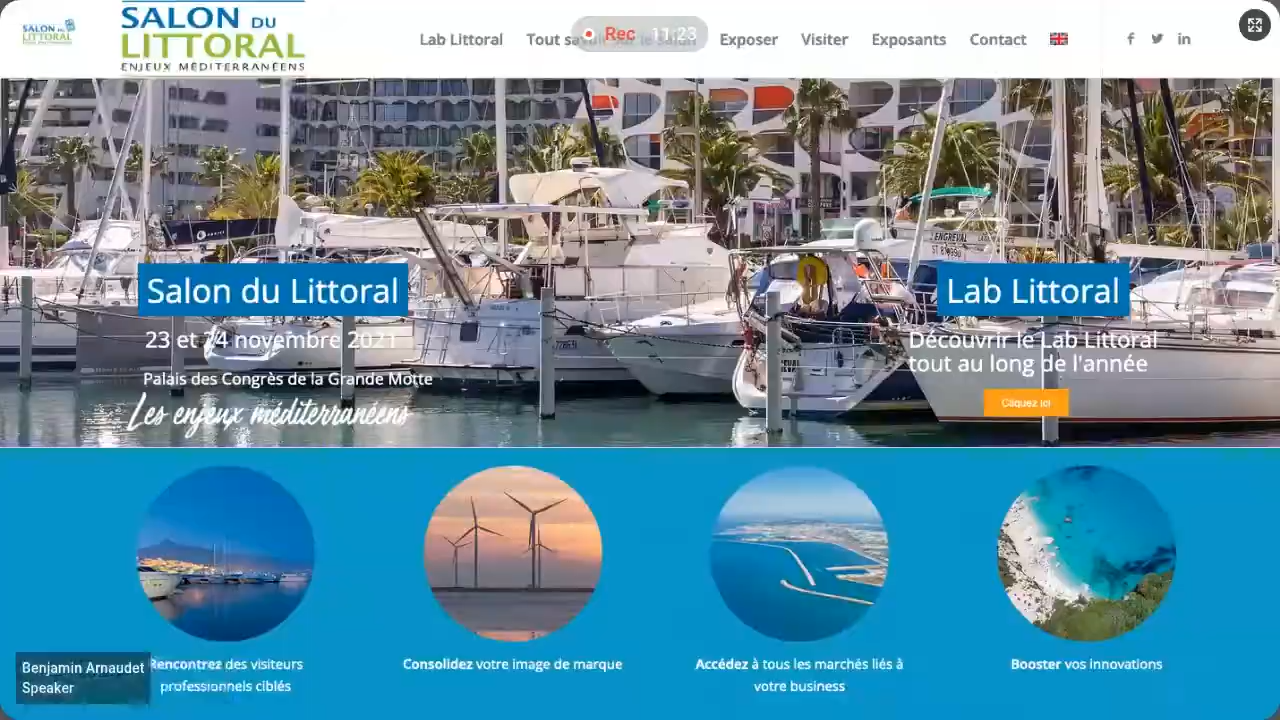 SALON DU
LITTORAL
SALON DU
LITTORAL
ENJEUX MÉDITERRANÉENS
Lab Littoral
Tout savoir sur le salon
Exposer
Visiter
Exposants
Contact
Rec 11:23
ENGREVAL
Salon du Littoral
23 et 24 novembre 2021
Palais des Congrès de la Grande Motte
Les enjeux méditerranéens
Lab Littoral
Découvrir le Lab Littoral
tout au long de l'année
Cliquez ici
Rencontrez des visiteurs
professionnels ciblés
Consolidez votre image de marque
Accédez à tous les marchés liés à
votre business
Booster vos innovations
Benjamin Arnaudet
Speaker